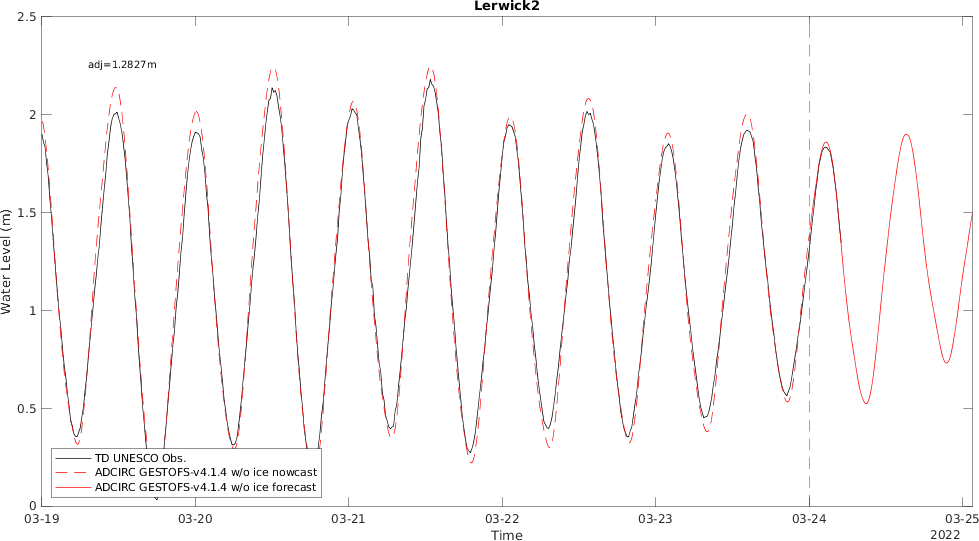 Lerwick2
adj=1.2827m
2.5
2
1.5
1
0.5
0
Water Level (m)
TD UNESCO Obs.
ADCIRC GESTOFS-v4.1.4 w/o ice nowcast
ADCIRC GESTOFS-v4.1.4 w/o ice forecast
03-19 03-20 03-21 03-22 03-23 03-24 03-25
Time
2022